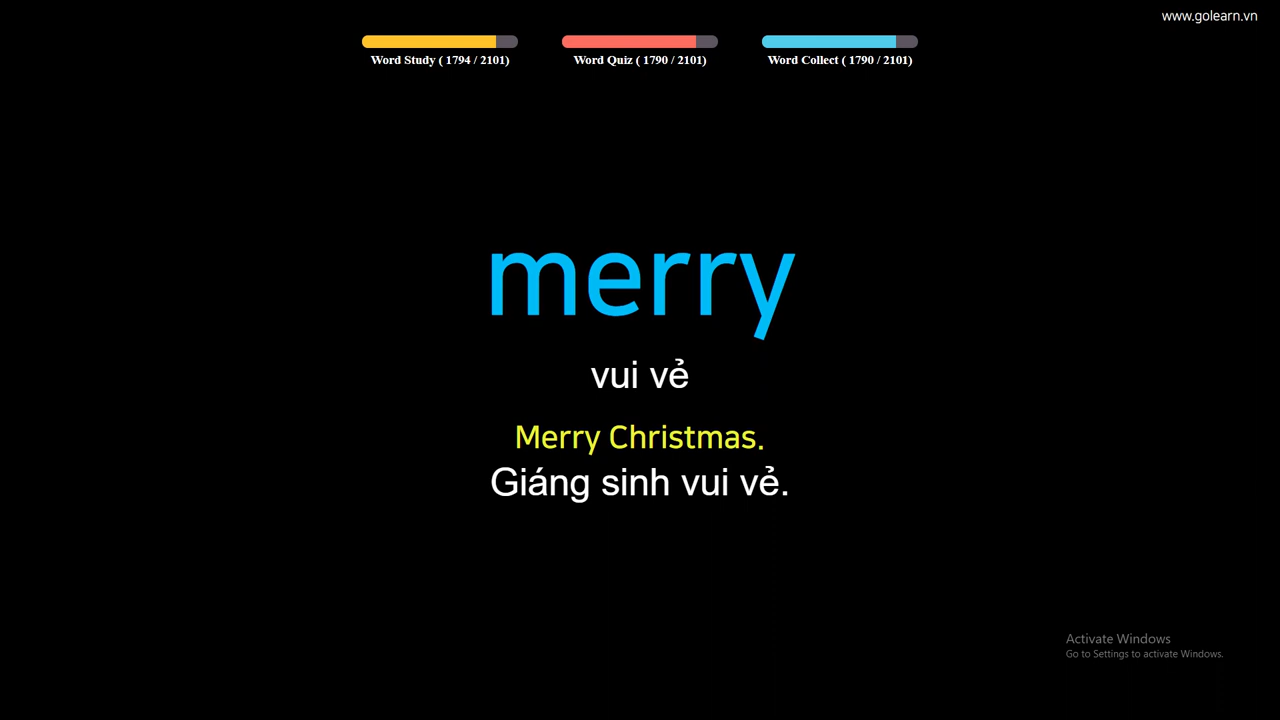 www.golearn.vn
Word Study ( 1794 / 2101)
Word Quiz ( 1790 / 2101)
Word Collect ( 1790 / 2101)
merry
vui vẻ
Merry Christmas.
Giáng sinh vui vẻ.
Activate Windows
Go to Settings to activate Windows.